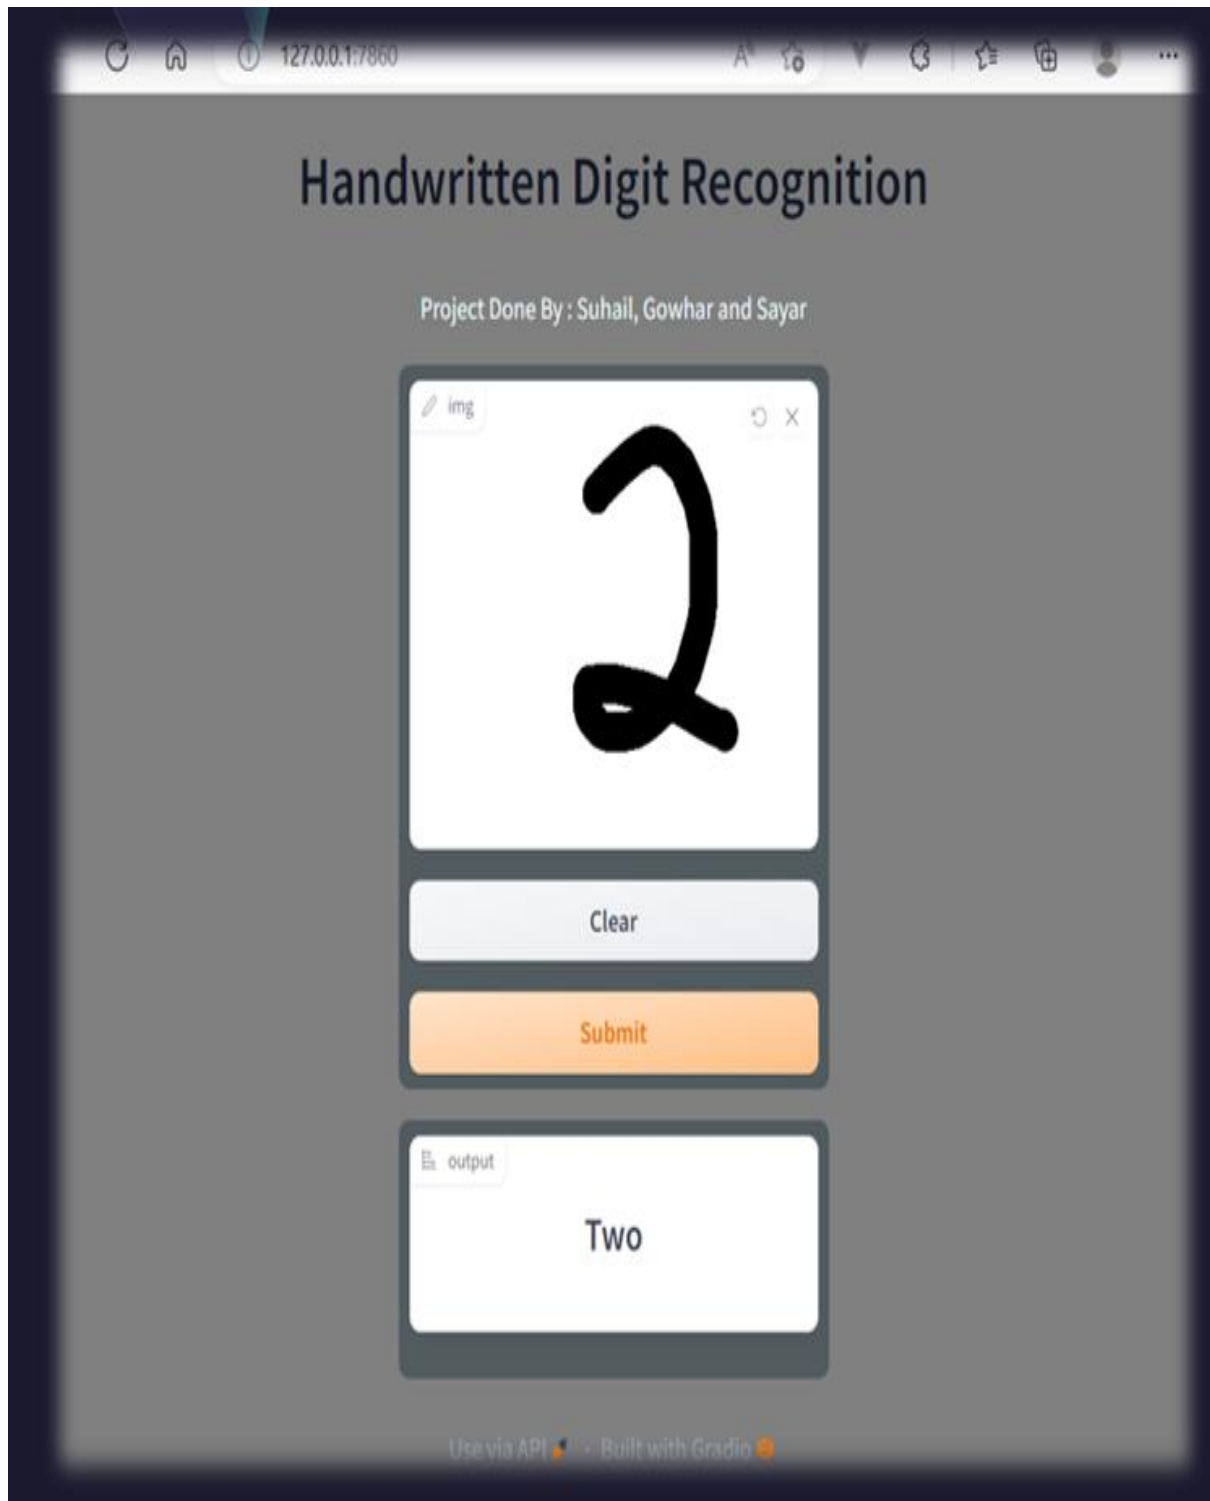 127.0.0.1:7860
Handwritten Digit Recognition
Project Done By : Suhail, Gowhar and Sayar
img
2
Clear
Submit
output
Two
Use via API · Built with Gradio